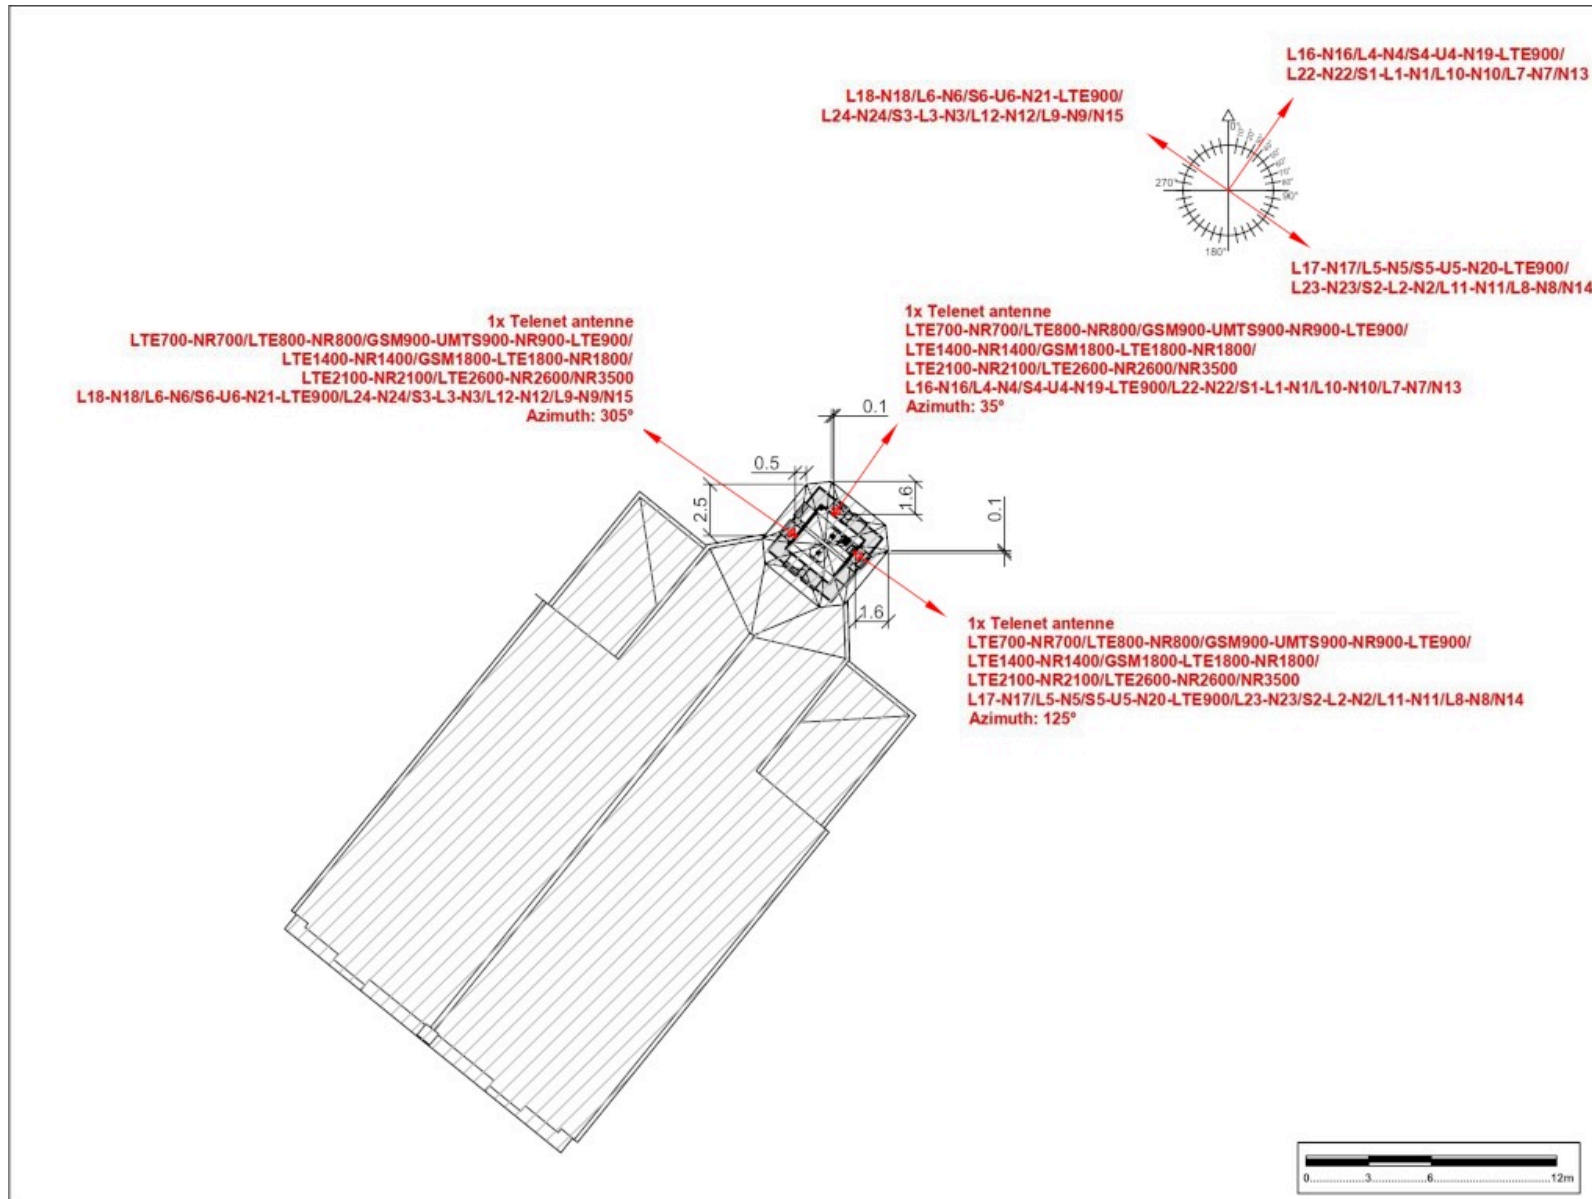 L16-N16/L4-N4/S4-U4-N19-LTE900/
L22-N22/S1-L1-N1/L10-N10/L7-N7/N13
L18-N18/L6-N6/S6-U6-N21-LTE900/
L24-N24/S3-L3-N3/L12-N12/L9-N9/N15
0°
10°
20°
30°
40°
50°
60°
70°
80°
90°
180°
270°
L17-N17/L5-N5/S5-U5-N20-LTE900/
L23-N23/S2-L2-N2/L11-N11/L8-N8/N14
1x Telenet antenne
LTE700-NR700/LTE800-NR800/GSM900-UMTS900-NR900-LTE900/
LTE1400-NR1400/GSM1800-LTE1800-NR1800/
LTE2100-NR2100/LTE2600-NR2600/NR3500
L18-N18/L6-N6/S6-U6-N21-LTE900/L24-N24/S3-L3-N3/L12-N12/L9-N9/N15
Azimuth: 305°
1x Telenet antenne
LTE700-NR700/LTE800-NR800/GSM900-UMTS900-NR900-LTE900/
LTE1400-NR1400/GSM1800-LTE1800-NR1800/
LTE2100-NR2100/LTE2600-NR2600/NR3500
L16-N16/L4-N4/S4-U4-N19-LTE900/L22-N22/S1-L1-N1/L10-N10/L7-N7/N13
Azimuth: 35°
0.1
0.5
2.5
1.6
0.1
1.6
1x Telenet antenne
LTE700-NR700/LTE800-NR800/GSM900-UMTS900-NR900-LTE900/
LTE1400-NR1400/GSM1800-LTE1800-NR1800/
LTE2100-NR2100/LTE2600-NR2600/NR3500
L17-N17/L5-N5/S5-U5-N20-LTE900/L23-N23/S2-L2-N2/L11-N11/L8-N8/N14
Azimuth: 125°
0 3 6 12m